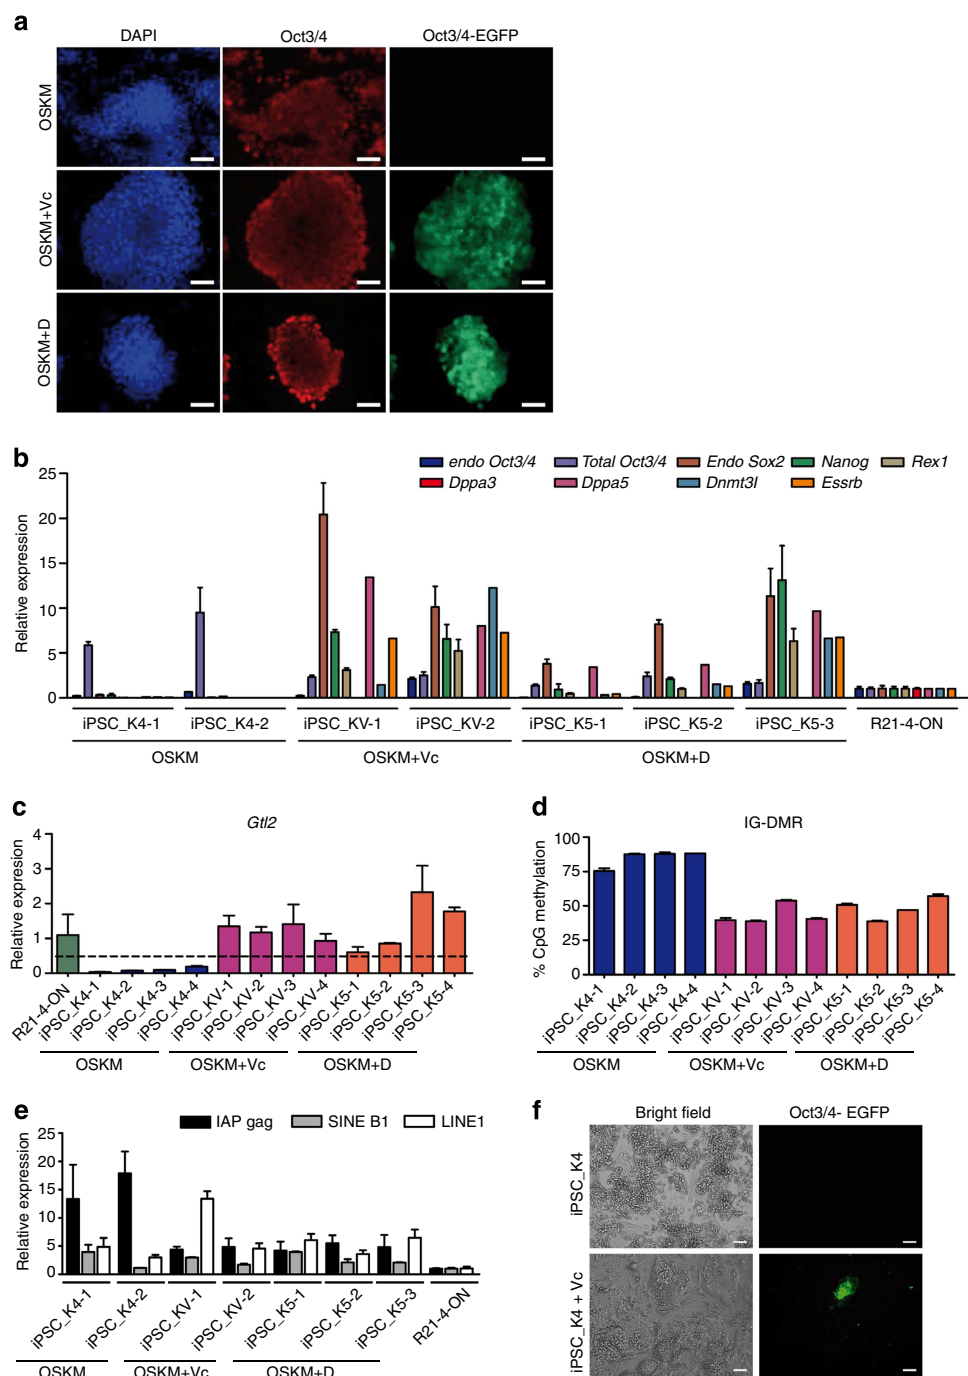 a
DAPI
Oct3/4
Oct3/4-EGFP
OSKM
OSKM+Vc
OSKM+D
b
endo Oct3/4
Total Oct3/4
Endo Sox2
Nanog
Rex1
Dppa3
Dppa5
Dnmt3l
Essrb
Relative expression
25
20
15
10
5
0
iPSC_K4-1
iPSC_K4-2
iPSC_KV-1
iPSC_KV-2
iPSC_K5-1
iPSC_K5-2
iPSC_K5-3
R21-4-ON
OSKM
OSKM+Vc
OSKM+D
c
Gtl2
Relative expresion
4
3
2
1
0
R21-4-ON
iPSC_K4-1
iPSC_K4-2
iPSC_K4-3
iPSC_K4-4
iPSC_KV-1
iPSC_KV-2
iPSC_KV-3
iPSC_KV-4
iPSC_K5-1
iPSC_K5-2
iPSC_K5-3
iPSC_K5-4
OSKM
OSKM+Vc
OSKM+D
d
IG-DMR
% CpG methylation
100
75
50
25
0
iPSC_K4-1
iPSC_K4-2
iPSC_K4-3
iPSC_K4-4
iPSC_KV-1
iPSC_KV-2
iPSC_KV-3
iPSC_KV-4
iPSC_K5-1
iPSC_K5-2
iPSC_K5-3
iPSC_K5-4
OSKM
OSKM+Vc
OSKM+D
e
IAP gag
SINE B1
LINE1
Relative expression
25
20
15
10
5
0
iPSC_K4-1
iPSC_K4-2
iPSC_KV-1
iPSC_KV-2
iPSC_K5-1
iPSC_K5-2
iPSC_K5-3
R21-4-ON
OSKM
OSKM+Vc
OSKM+D
f
Bright field
Oct3/4- EGFP
iPSC_K4
iPSC_K4 + Vc